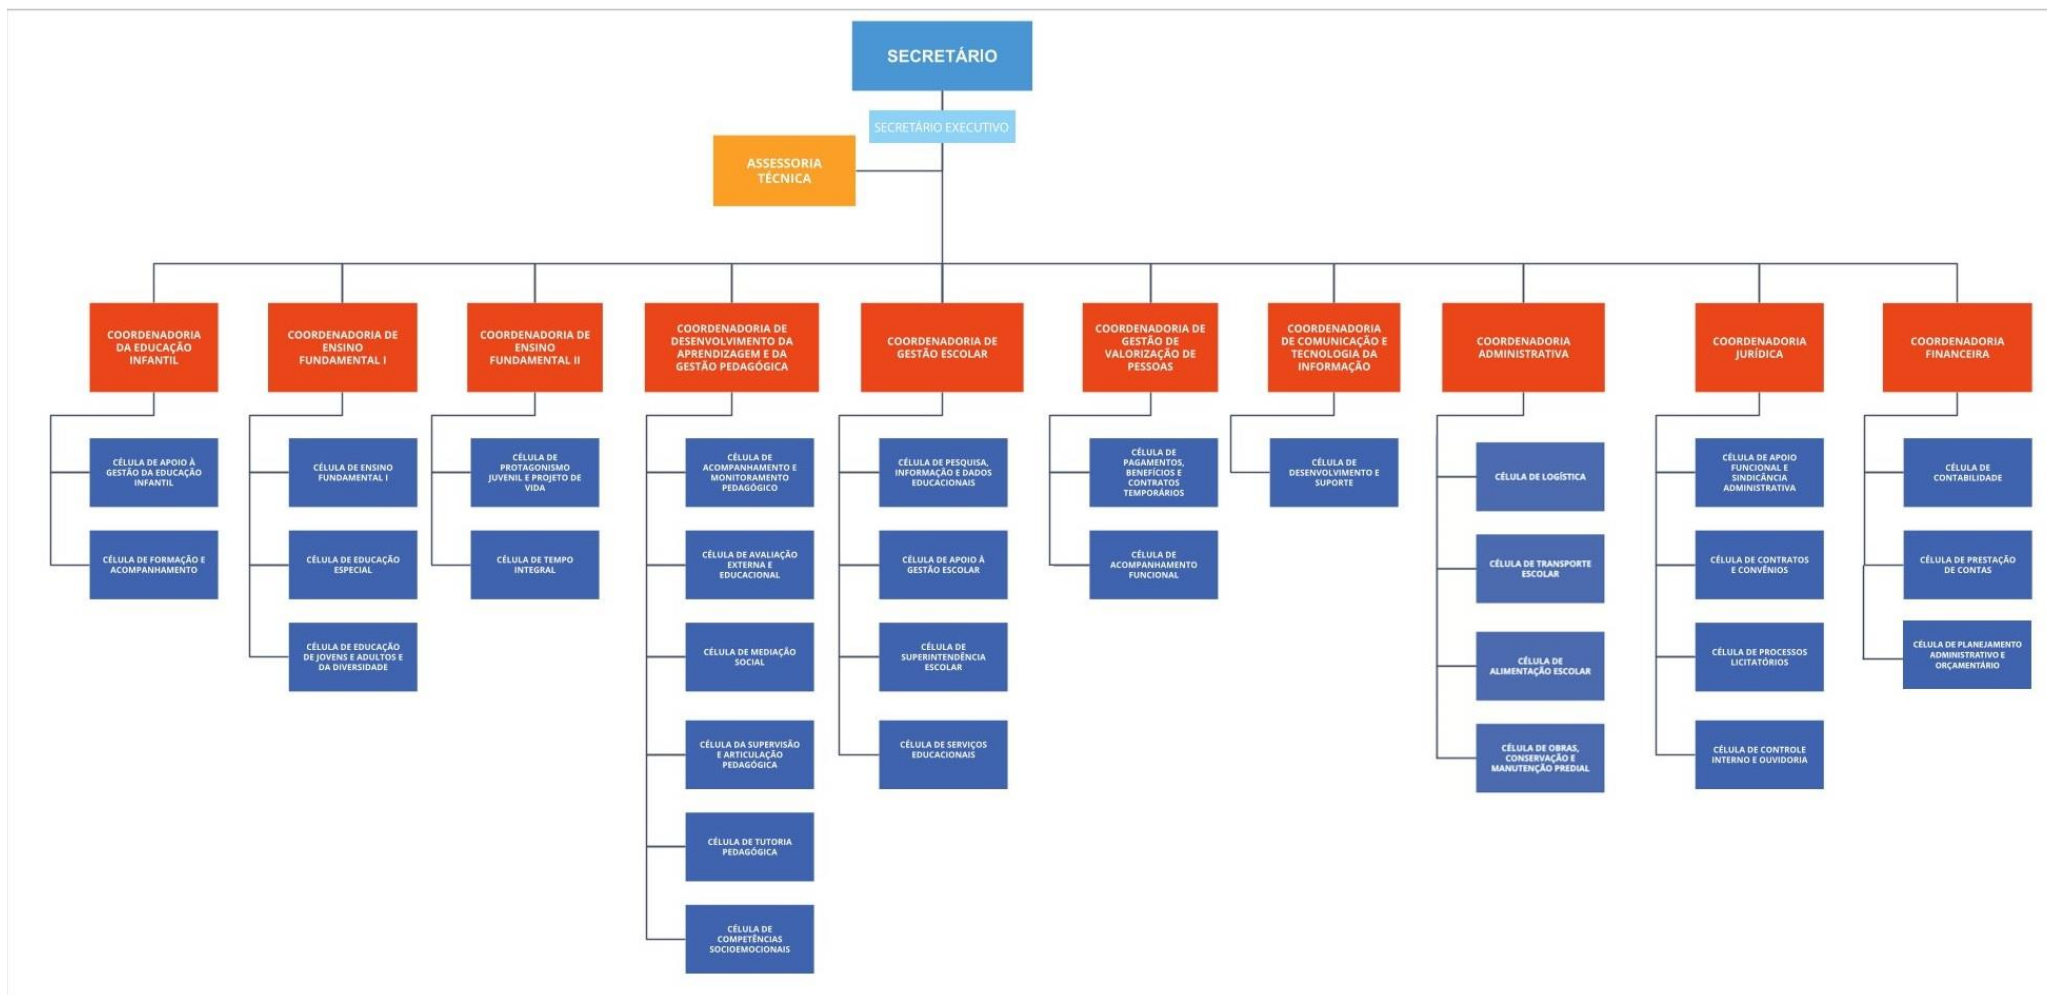 SECRETÁRIO
SECRETÁRIO EXECUTIVO
ASSESSORIA
TÉCNICA
COORDENADORIA
DA EDUCAÇÃO
INFANTIL
CÉLULA DE APOIO À
GESTÃO DA EDUCAÇÃO
INFANTIL
CÉLULA DE FORMAÇÃO E
ACOMPANHAMENTO
COORDENADORIA DE
ENSINO
FUNDAMENTAL I
CÉLULA DE ENSINO
FUNDAMENTAL I
CÉLULA DE EDUCAÇÃO
ESPECIAL
CÉLULA DE EDUCAÇÃO
DE JOVENS E ADULTOS E
DA DIVERSIDADE
COORDENADORIA DE
ENSINO
FUNDAMENTAL II
CÉLULA DE
PROTAGONISMO
JUVENIL E PROJETO DE
VIDA
CÉLULA DE TEMPO
INTEGRAL
COORDENADORIA DE
DESENVOLVIMENTO DA
APRENDIZAGEM E DA
GESTÃO PEDAGÓGICA
CÉLULA DE
ACOMPANHAMENTO E
MONITORAMENTO
PEDAGÓGICO
CÉLULA DE AVALIAÇÃO
EXTERNA E
EDUCACIONAL
CÉLULA DE MEDIAÇÃO
SOCIAL
CÉLULA DA SUPERVISÃO
E ARTICULAÇÃO
PEDAGÓGICA
CÉLULA DE TUTORIA
PEDAGÓGICA
CÉLULA DE
COMPETÊNCIAS
SOCIOEMOCIONAIS
COORDENADORIA DE
GESTÃO ESCOLAR
CÉLULA DE PESQUISA,
INFORMAÇÃO E DADOS
EDUCACIONAIS
CÉLULA DE APOIO À
GESTÃO ESCOLAR
CÉLULA DE
SUPERINTENDÊNCIA
ESCOLAR
CÉLULA DE SERVIÇOS
EDUCACIONAIS
COORDENADORIA DE
GESTÃO DE
VALORIZAÇÃO DE
PESSOAS
CÉLULA DE
PAGAMENTOS,
BENEFÍCIOS E
CONTRATOS
TEMPORÁRIOS
CÉLULA DE
ACOMPANHAMENTO
FUNCIONAL
COORDENADORIA
DE COMUNICAÇÃO E
TECNOLOGIA DA
INFORMAÇÃO
CÉLULA DE
DESENVOLVIMENTO E
SUPORTE
COORDENADORIA
ADMINISTRATIVA
CÉLULA DE LOGÍSTICA
CÉLULA DE TRANSPORTE
ESCOLAR
CÉLULA DE
ALIMENTAÇÃO ESCOLAR
CÉLULA DE OBRAS,
CONSERVAÇÃO E
MANUTENÇÃO PREDIAL
COORDENADORIA
JURÍDICA
CÉLULA DE APOIO
FUNCIONAL E
SINDICÂNCIA
ADMINISTRATIVA
CÉLULA DE CONTRATOS
E CONVÊNIOS
CÉLULA DE PROCESSOS
LICITATÓRIOS
CÉLULA DE CONTROLE
INTERNO E OUVIDORIA
COORDENADORIA
FINANCEIRA
CÉLULA DE
CONTABILIDADE
CÉLULA DE PRESTAÇÃO
DE CONTAS
CÉLULA DE PLANEJAMENTO
ADMINISTRATIVO E
ORÇAMENTÁRIO